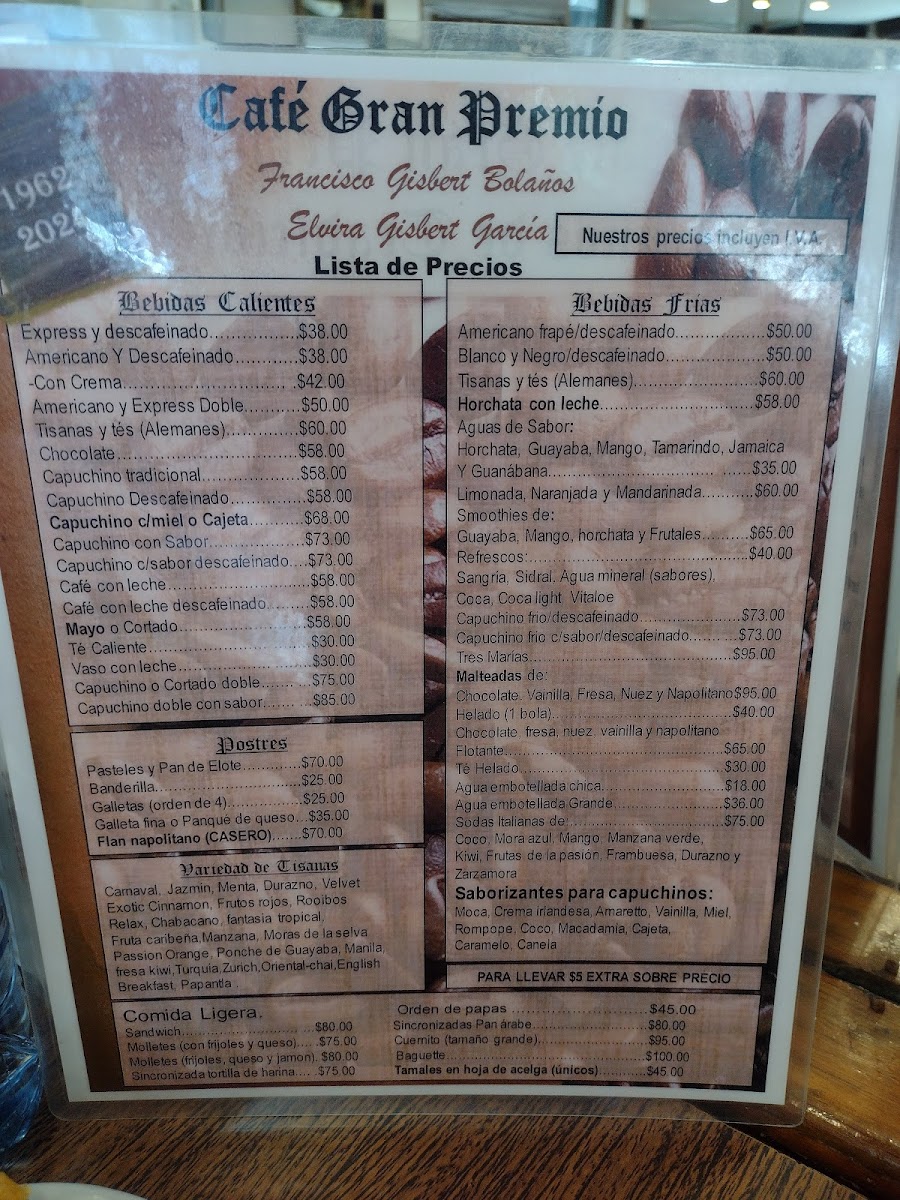 Café Gran Premio
1962
Francisco Gisbert Bolaños
Elvira Gisbert García
Nuestros precios incluyen I.V.A.
Lista de Precios
Bebidas Calientes
Express y descafeinado................$38.00
Americano Y Descafeinado............$38.00
-Con Crema..............................$42.00
Americano y Express Doble..........$50.00
Tisanas y tés (Alemanes).............$60.00
Chocolate................................$58.00
Capuchino tradicional..................$58.00
Capuchino Descafeinado..............$58.00
Capuchino c/miel o Cajeta..........$68.00
Capuchino con Sabor..................$73.00
Capuchino c/sabor descafeinado....$73.00
Café con leche..........................$58.00
Café con leche descafeinado........$58.00
Mayo o Cortado........................$58.00
Té Caliente..............................$30.00
Vaso con leche........................$30.00
Capuchino o Cortado doble..........$75.00
Capuchino doble con sabor..........$85.00
Postres
Pasteles y Pan de Elote.............$70.00
Banderilla..............................$25.00
Galletas (orden de 4)................$25.00
Galleta fina o Panqué de queso...$35.00
Flan napolitano (CASERO).......$70.00
Variedad de Tisanas
Carnaval, Jazmin, Menta, Durazno, Velvet
Exotic Cinnamon, Frutos rojos, Rooibos
Relax, Chabacano, fantasia tropical,
Fruta caribeña,Manzana, Moras de la selva
Passion Orange, Ponche de Guayaba, Manila,
fresa kiwi,Turquia,Zurich,Oriental-chai,English
Breakfast, Papantla .
Bebidas Frias
Americano frapé/descafeinado.................$50.00
Blanco y Negro/descafeinado...................$50.00
Tisanas y tés (Alemanes).........................$60.00
Horchata con leche................................$58.00
Aguas de Sabor:
Horchata, Guayaba, Mango, Tamarindo, Jamaica
Y Guanábana....................................$35.00
Limonada, Naranjada y Mandarinada..........$60.00
Smoothies de:
Guayaba, Mango, horchata y Frutales.........$65.00
Refrescos:...........................................$40.00
Sangría, Sidral, Agua mineral (sabores),
Coca, Coca light, Vitaloe
Capuchino frio/descafeinado....................$73.00
Capuchino frio c/sabor/descafeinado.........$73.00
Tres Marías..........................................$95.00
Malteadas de:
Chocolate, Vainilla, Fresa, Nuez y Napolitano$95.00
Helado (1 bola).....................................$40.00
Chocolate, fresa, nuez, vainilla y napolitano
Flotante..............................................$65.00
Té Helado...........................................$30.00
Agua embotellada chica.........................$18.00
Agua embotellada Grande......................$36.00
Sodas Italianas de:..............................$75.00
Coco, Mora azul, Mango, Manzana verde,
Kiwi, Frutas de la pasión, Frambuesa, Durazno y
Zarzamora
Saborizantes para capuchinos:
Moca, Crema irlandesa, Amaretto, Vainilla, Miel,
Rompope, Coco, Macadamia, Cajeta,
Caramelo, Canela
PARA LLEVAR $5 EXTRA SOBRE PRECIO
Comida Ligera.
Sandwich..............................$80.00
Molletes (con frijoles y queso)....$75.00
Molletes (frijoles, queso y jamon). $80.00
Sincronizada tortilla de harina.....$75.00
Orden de papas .........................$45.00
Sincronizadas Pan árabe.........................$80.00
Cuernito (tamaño grande)........................$95.00
Baguette.............................................$100.00
Tamales en hoja de acelga (únicos)............$45.00